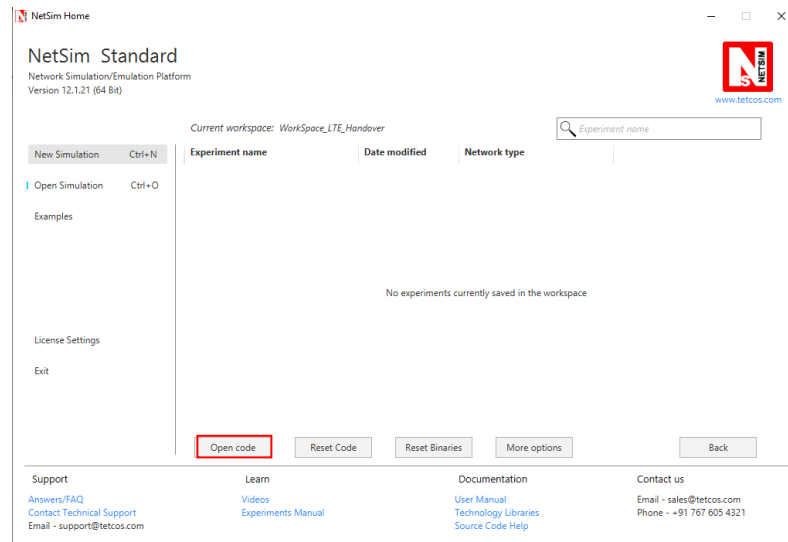 NetSim Home
NetSim Standard
Network Simulation/Emulation Platform
Version 12.1.21 (64 Bit)
NETSIM
www.tetcos.com
Current workspace: WorkSpace_LTE_Handover
Experiment name
New Simulation Ctrl+N
Experiment name Date modified Network type
Open Simulation Ctrl+O
Examples
No experiments currently saved in the workspace
License Settings
Exit
Open code Reset Code Reset Binaries More options Back
Support Learn Documentation Contact us
Answers/FAQ Videos User Manual Email - sales@tetcos.com
Contact Technical Support Experiments Manual Technology Libraries Phone - +91 767 605 4321
Email - support@tetcos.com Source Code Help